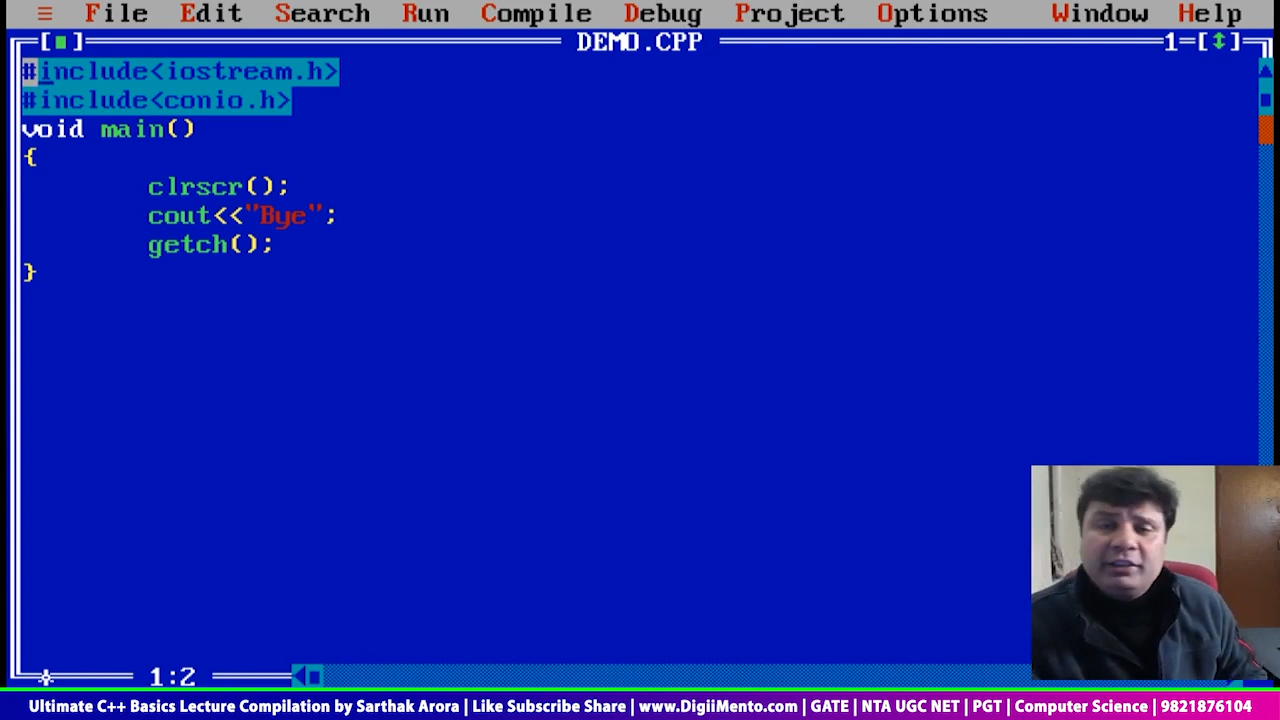 ≡ File Edit Search Run Compile Debug Project Options Window Help
[■] DEMO.CPP 1=[↕]
#include<iostream.h>
#include<conio.h>
void main()
{
clrscr();
cout<<"Bye";
getch();
}
1:2
Ultimate C++ Basics Lecture Compilation by Sarthak Arora | Like Subscribe Share | www.DigiiMento.com | GATE | NTA UGC NET | PGT | Computer Science | 9821876104